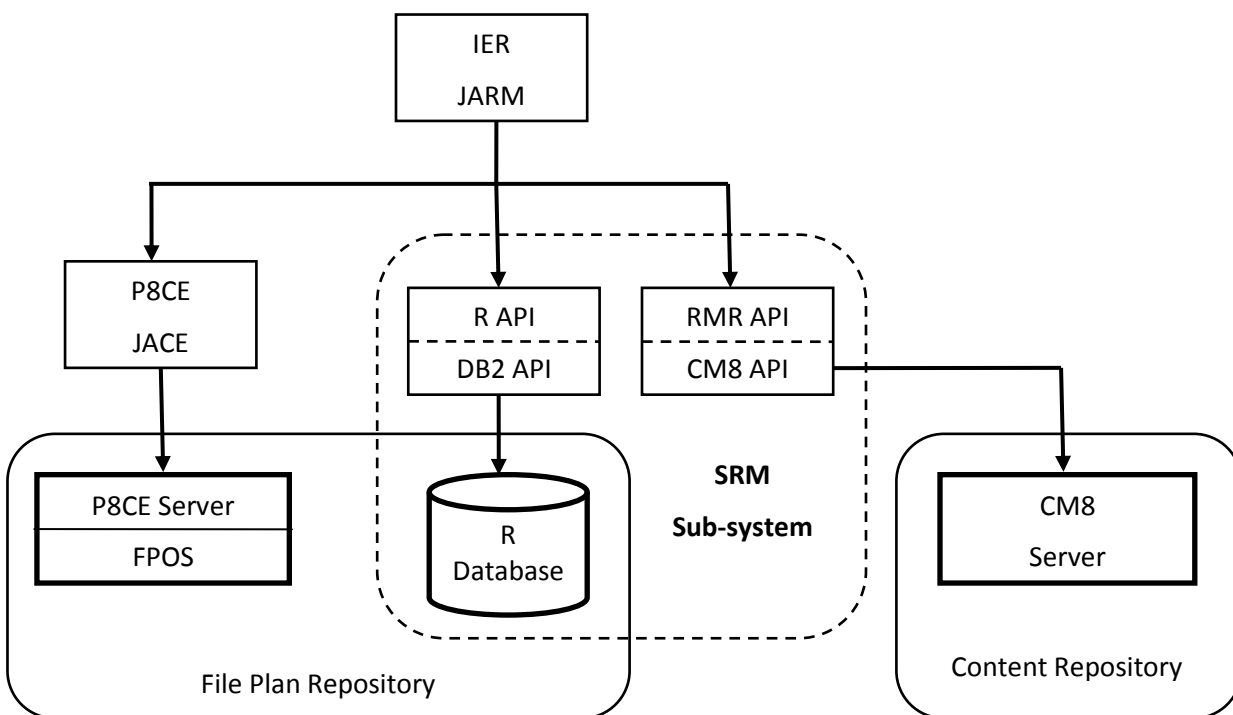 IER
JARM
P8CE
JACE
R API
DB2 API
RMR API
CM8 API
P8CE Server
FPOS
R
Database
SRM
Sub-system
CM8
Server
File Plan Repository
Content Repository